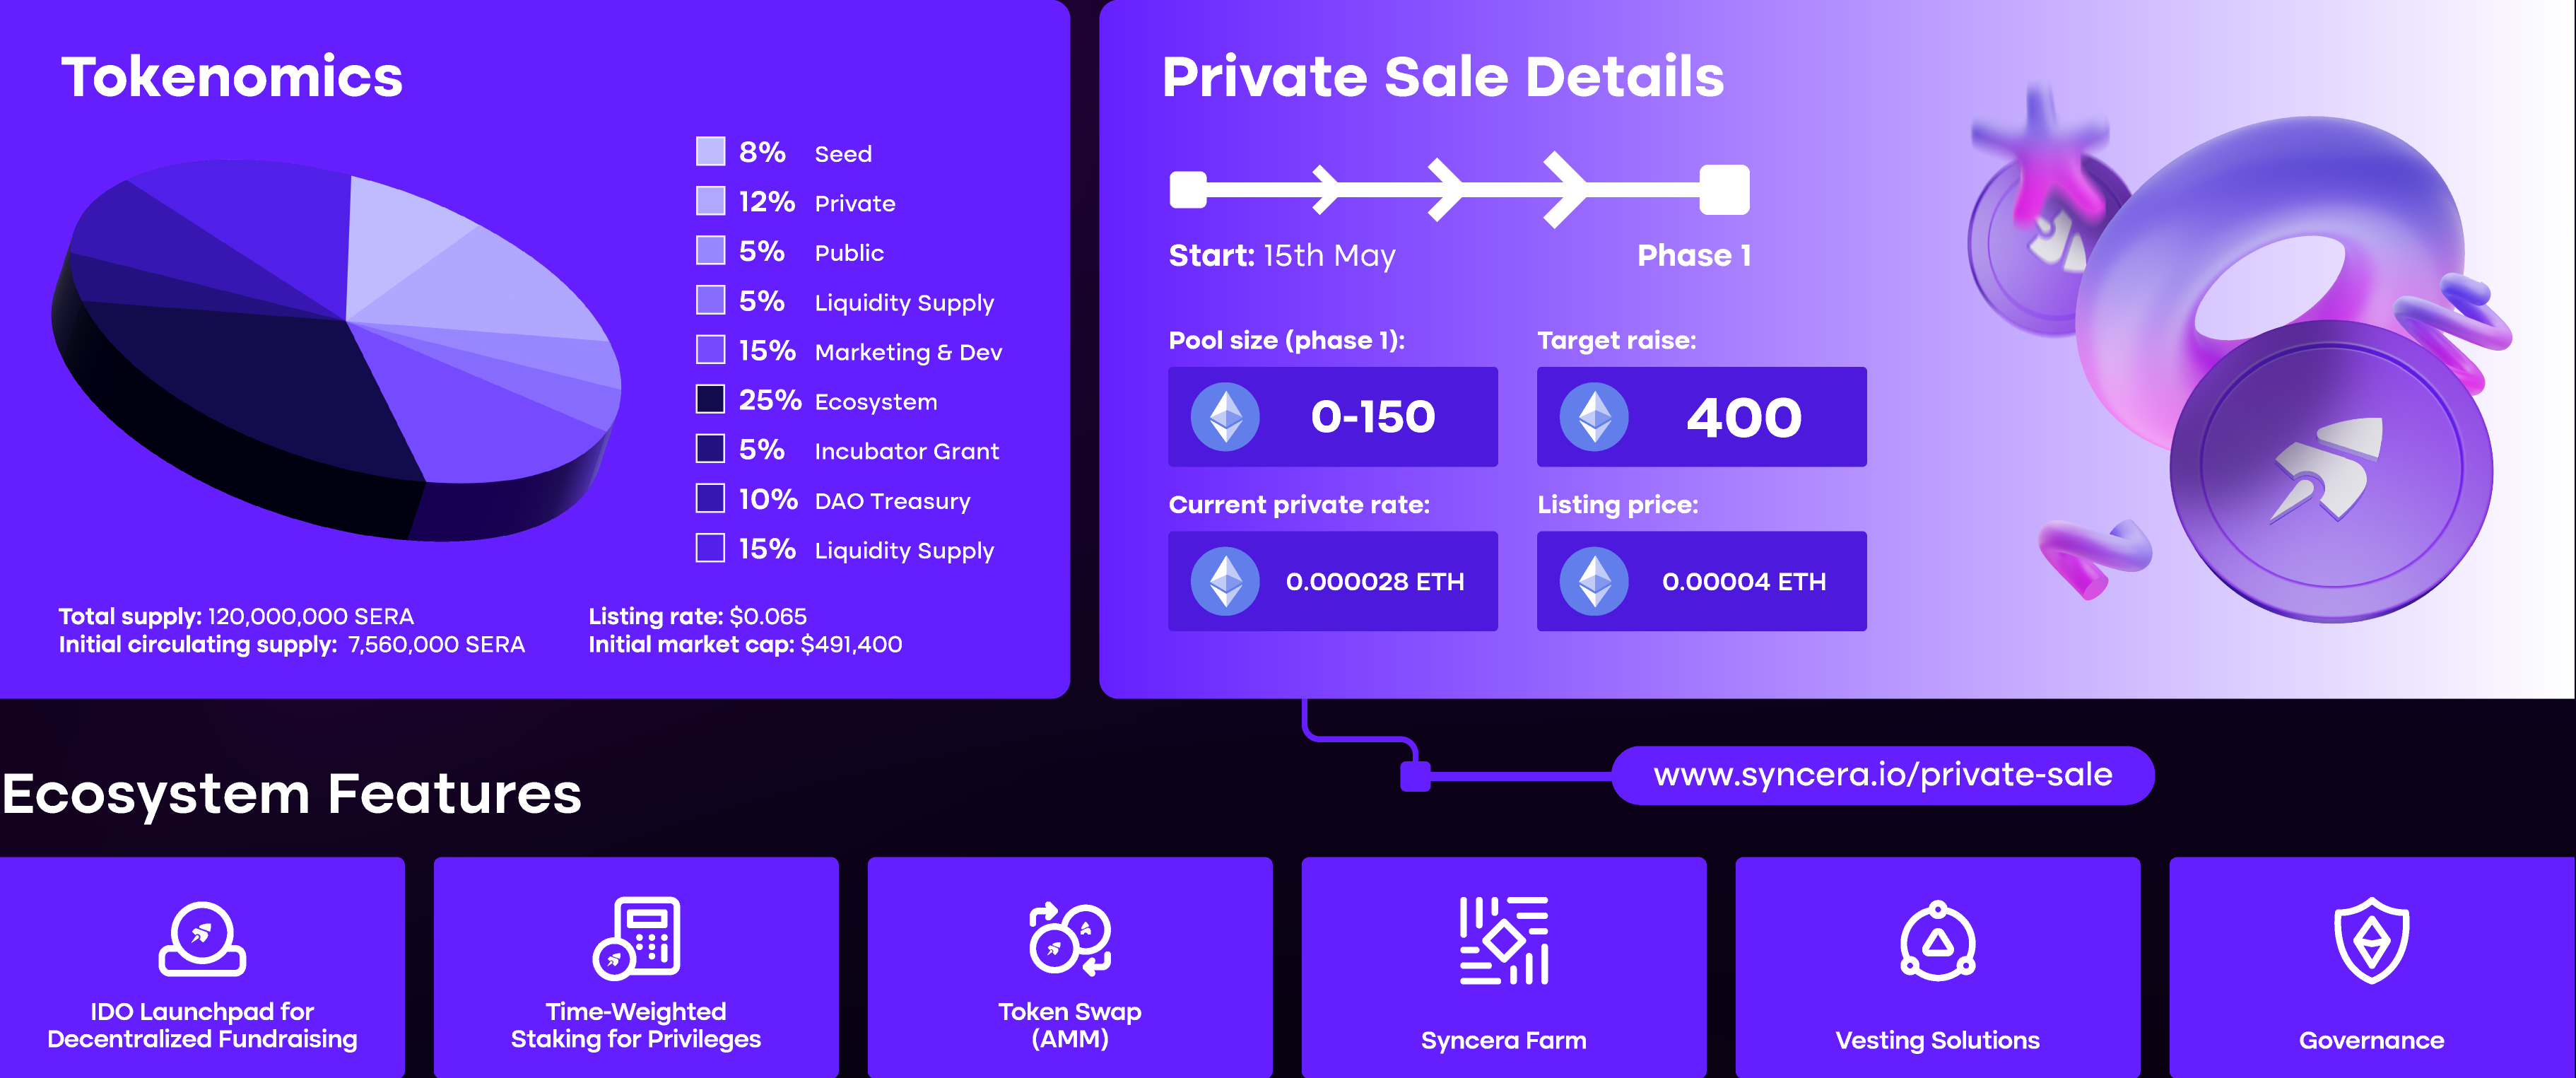 Tokenomics
8% Seed
12% Private
5% Public
5% Liquidity Supply
15% Marketing & Dev
25% Ecosystem
5% Incubator Grant
10% DAO Treasury
15% Liquidity Supply
Total supply: 120,000,000 SERA
Initial circulating supply: 7,560,000 SERA
Listing rate: $0.065
Initial market cap: $491,400
Private Sale Details
Start: 15th May
Phase 1
Pool size (phase 1):
0-150
Target raise:
400
Current private rate:
0.000028 ETH
Listing price:
0.00004 ETH
www.syncera.io/private-sale
Ecosystem Features
IDO Launchpad for
Decentralized Fundraising
Time-Weighted
Staking for Privileges
Token Swap
(AMM)
Syncera Farm
Vesting Solutions
Governance